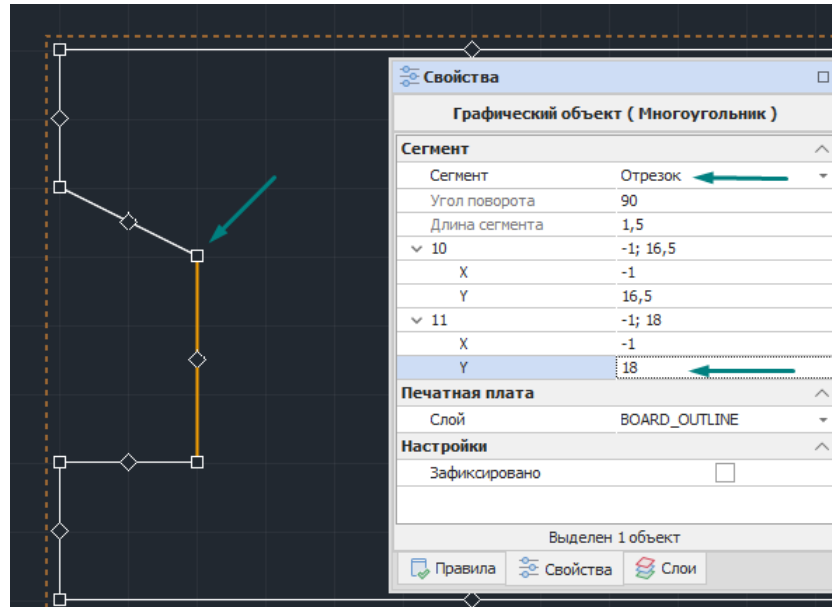 Свойства
Графический объект ( Многоугольник )
Сегмент
Сегмент Отрезок
Угол поворота 90
Длина сегмента 1,5
10 -1; 16,5
X -1
Y 16,5
11 -1; 18
X -1
Y 18
Печатная плата
Слой BOARD_OUTLINE
Настройки
Зафиксировано
Выделен 1 объект
Правила Свойства Слои